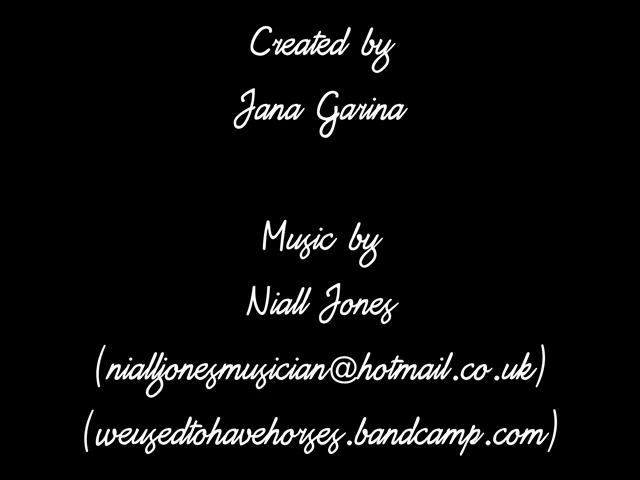 Created by
Jana Garina
Music by
Niall Jones
(nialljonesmusician@hotmail.co.uk)
(weusedtohavehorses.bandcamp.com)